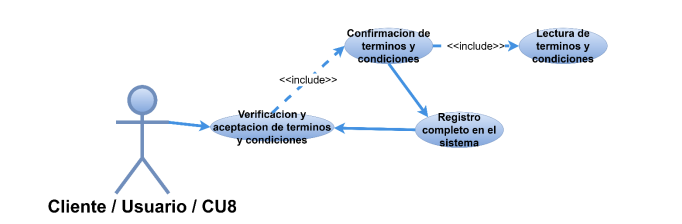 Confirmacion de
terminos y
condiciones
<<include>>
Lectura de
terminos y
condiciones
<<include>>
Verificacion y
aceptacion de terminos
y condiciones
Registro
completo en el
sistema
Cliente / Usuario / CU8